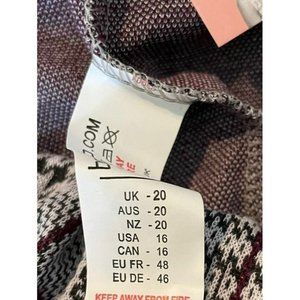 .COM
UK - 20
AUS - 20
NZ - 20
USA 16
CAN - 16
EU FR - 48
EU DE - 46
KEEP AWAY FROM FIRE